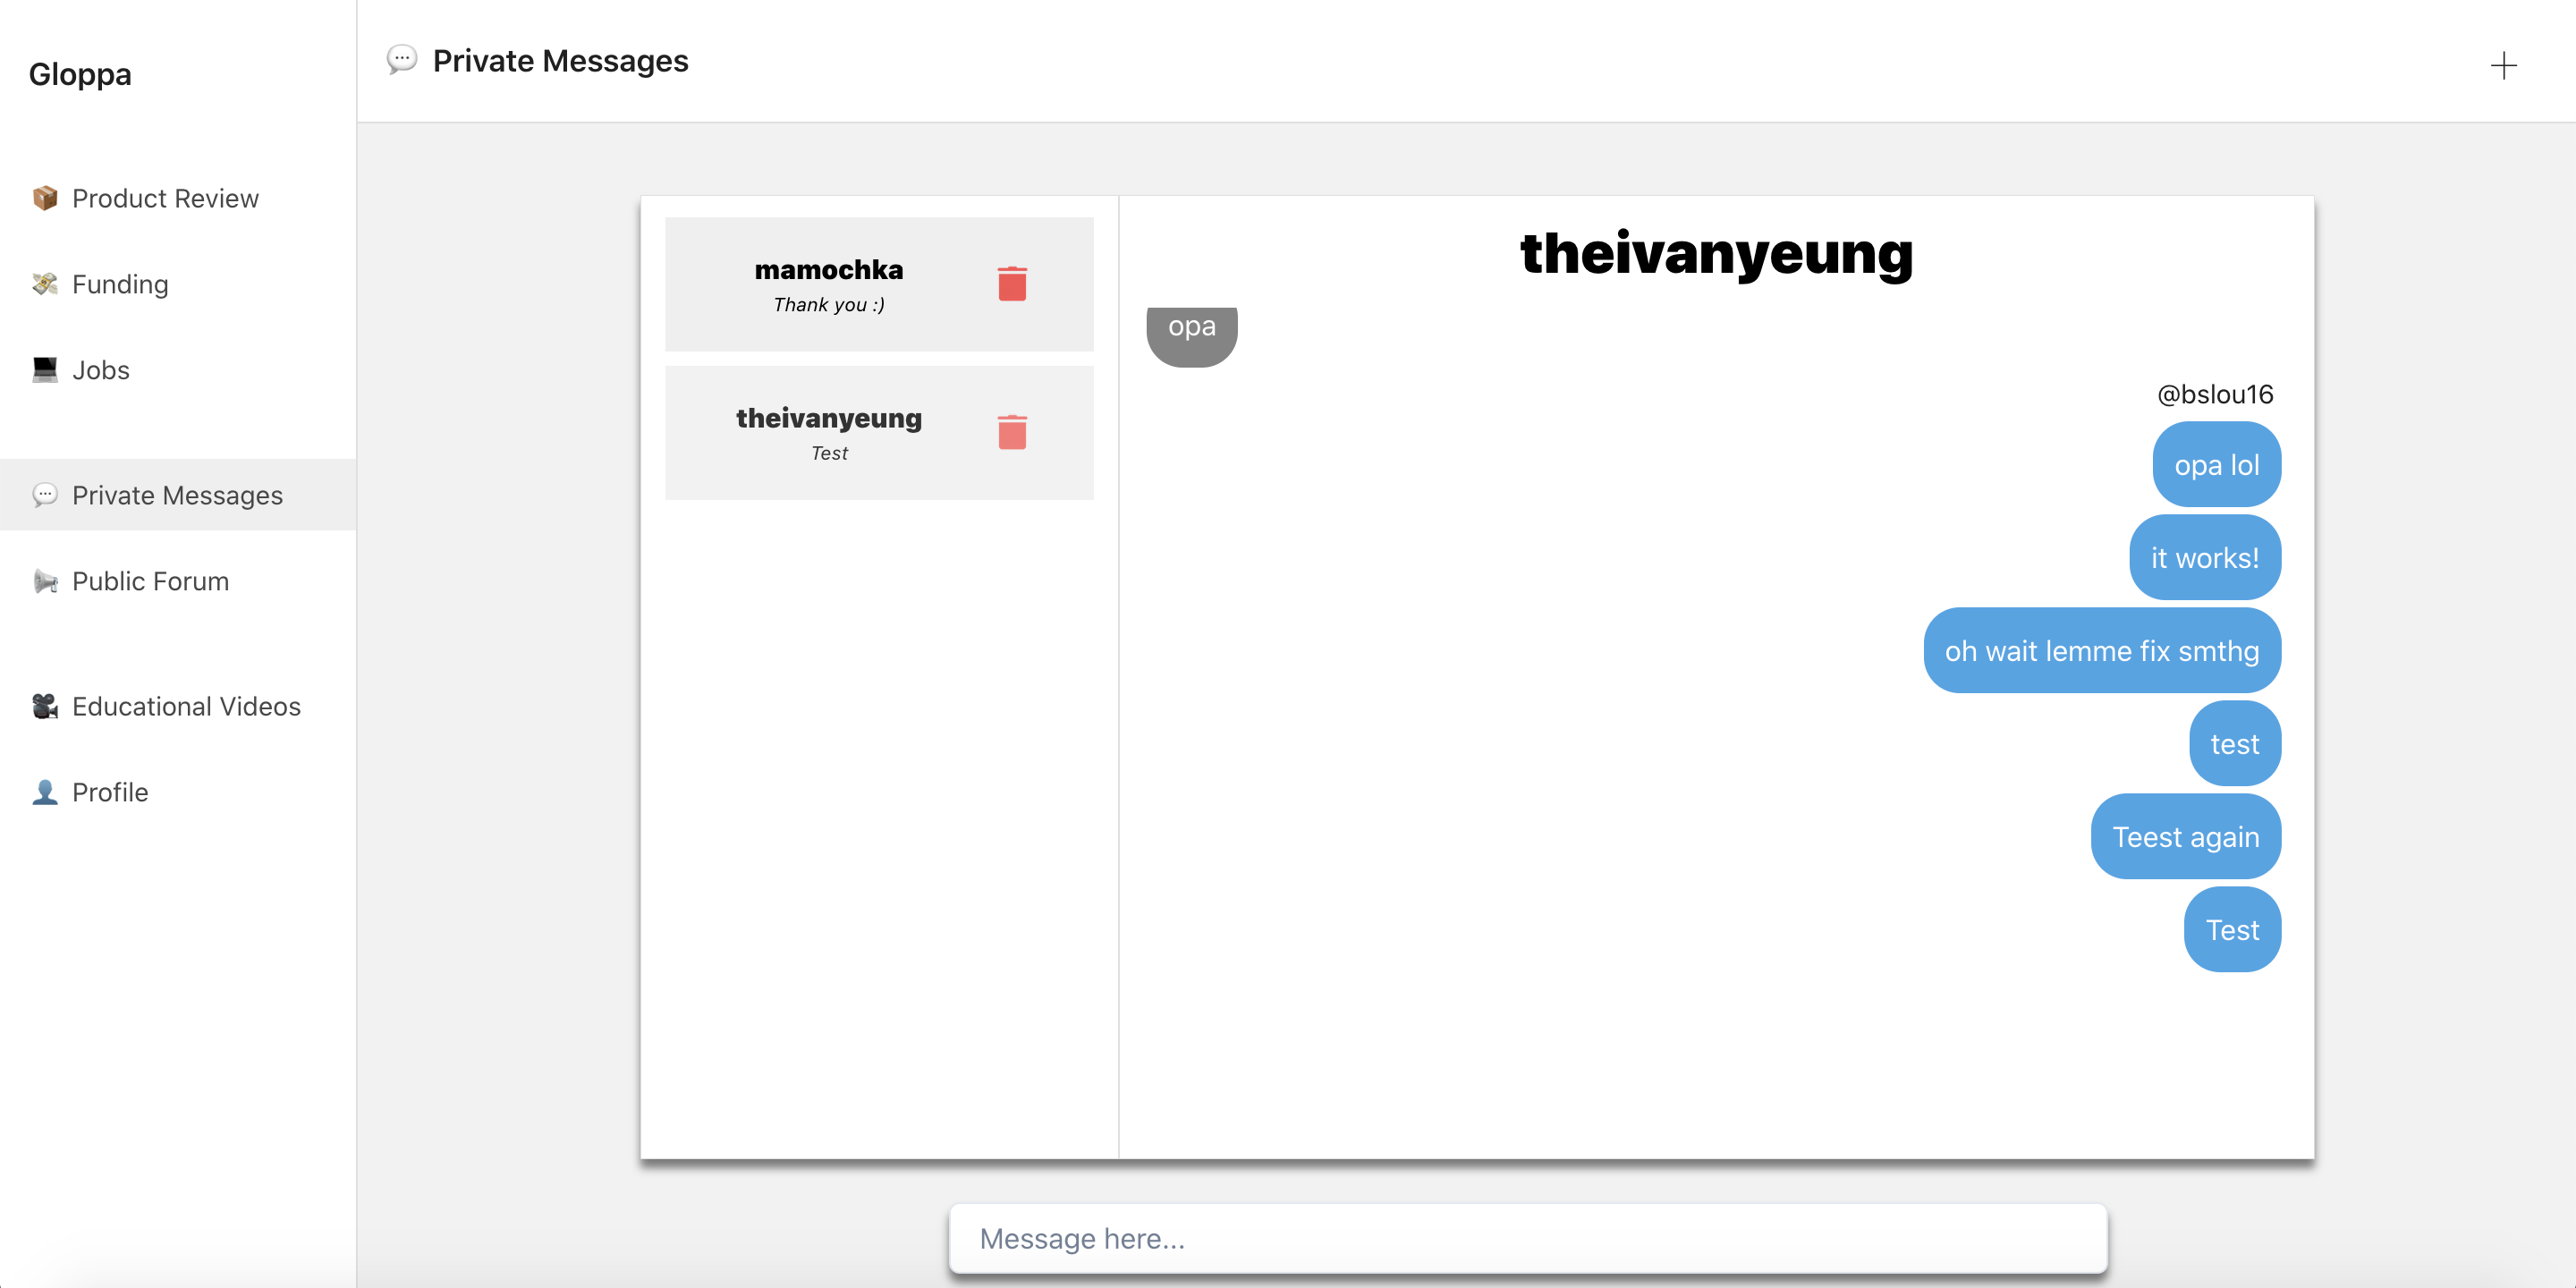 Gloppa
Product Review
Funding
Jobs
Private Messages
Public Forum
Educational Videos
Profile
Private Messages
mamochka
Thank you :)
theivanyeung
Test
theivanyeung
opa
@bslou16
opa lol
it works!
oh wait lemme fix smthg
test
Teest again
Test
Message here...